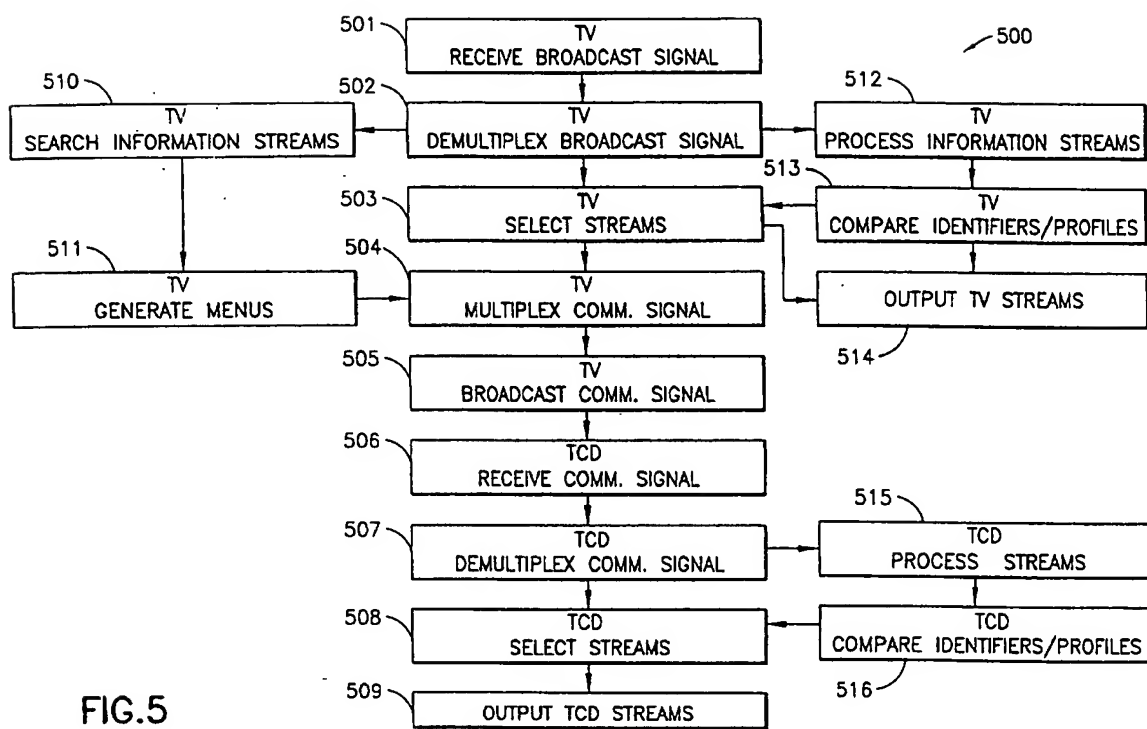 501
TV
RECEIVE BROADCAST SIGNAL
500
510
TV
SEARCH INFORMATION STREAMS
502
TV
DEMULTIPLEX BROADCAST SIGNAL
512
TV
PROCESS INFORMATION STREAMS
503
TV
SELECT STREAMS
513
TV
COMPARE IDENTIFIERS/PROFILES
511
TV
GENERATE MENUS
504
TV
MULTIPLEX COMM. SIGNAL
OUTPUT TV STREAMS
514
505
TV
BROADCAST COMM. SIGNAL
506
TCD
RECEIVE COMM. SIGNAL
507
TCD
DEMULTIPLEX COMM. SIGNAL
515
TCD
PROCESS STREAMS
508
TCD
SELECT STREAMS
TCD
COMPARE IDENTIFIERS/PROFILES
516
509
OUTPUT TCD STREAMS
FIG.5